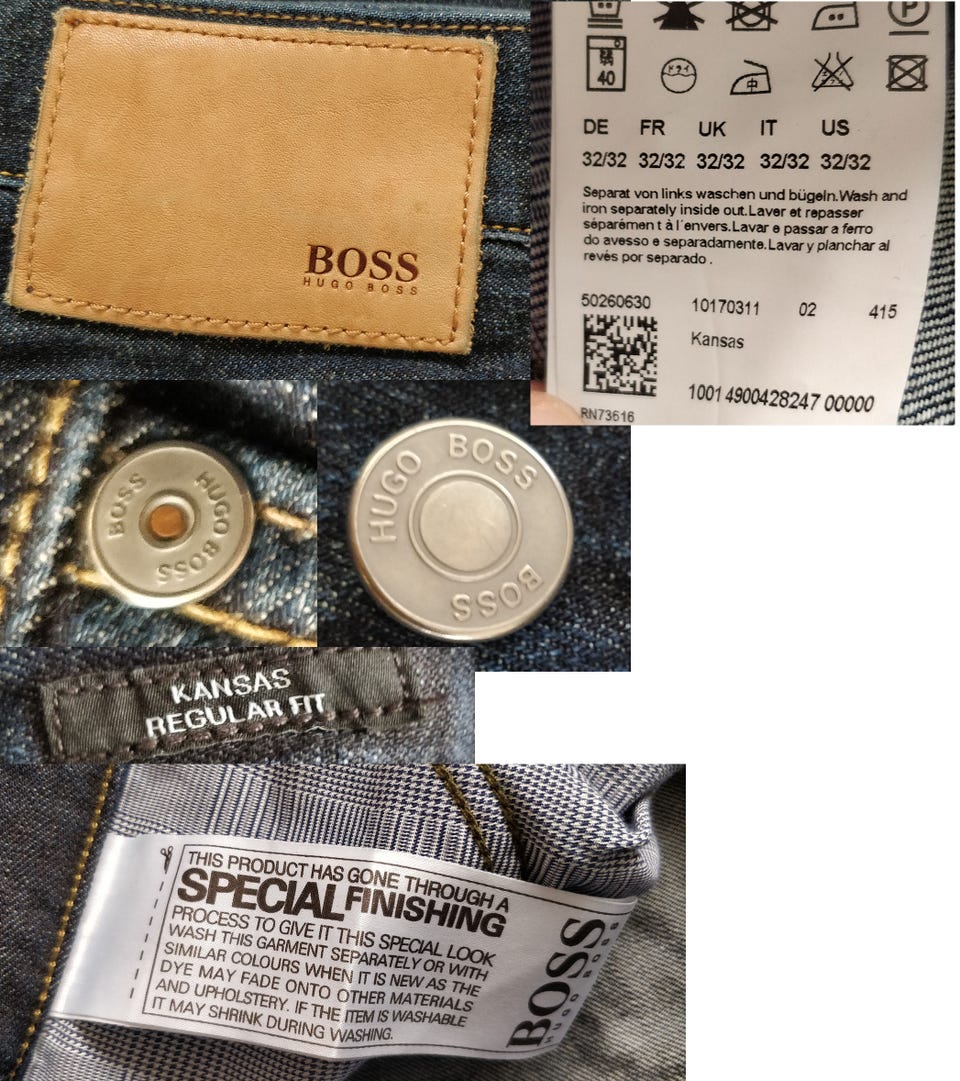 BOSS
HUGO BOSS
40
P
ドライ
中
DE FR UK IT US
32/32 32/32 32/32 32/32 32/32
Separat von links waschen und bügeln.Wash and
iron separately inside out.Laver et repasser
séparémen t à l'envers.Lavar e passar a ferro
do avesso e separadamente.Lavar y planchar al
revés por separado .
50260630 10170311 02 415
Kansas
1001 4900428247 00000
RN73616
BOSS HUGO BOSS
HUGO BOSS BOSS
KANSAS
REGULAR FIT
THIS PRODUCT HAS GONE THROUGH A
SPECIAL FINISHING
PROCESS TO GIVE IT THIS SPECIAL LOOK
WASH THIS GARMENT SEPARATELY OR WITH
SIMILAR COLOURS WHEN IT IS NEW AS THE
DYE MAY FADE ONTO OTHER MATERIALS
AND UPHOLSTERY. IF THE ITEM IS WASHABLE
IT MAY SHRINK DURING WASHING.
BOSS
HUGO BOSS